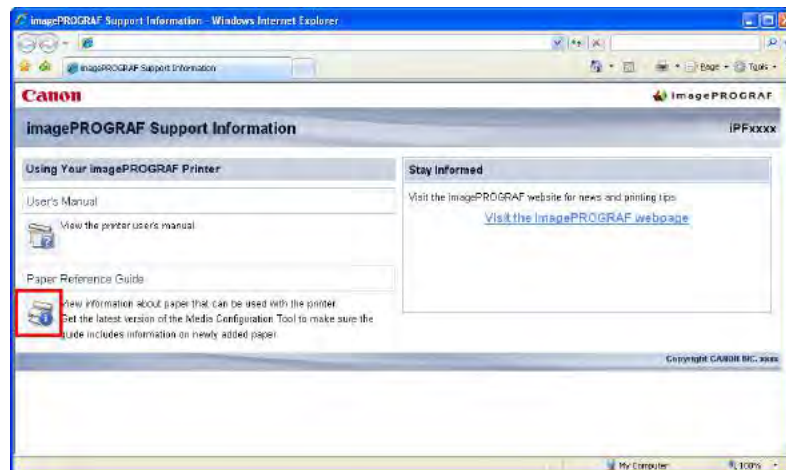 imagePROGRAF Support Information - Windows Internet Explorer
imagePROGRAF Support Information
Page
Tools
Canon
imagePROGRAF
imagePROGRAF Support Information
iPFxxxx
Using Your imagePROGRAF Printer
User's Manual
View the printer user's manual
Paper Reference Guide
View information about paper that can be used with the printer.
Get the latest version of the Media Configuration Tool to make sure the
guide includes information on newly added paper.
Stay Informed
Visit the imagePROGRAF website for news and printing tips
Visit the imagePROGRAF webpage
Copyright CANON INC. xxxx
My Computer
100%